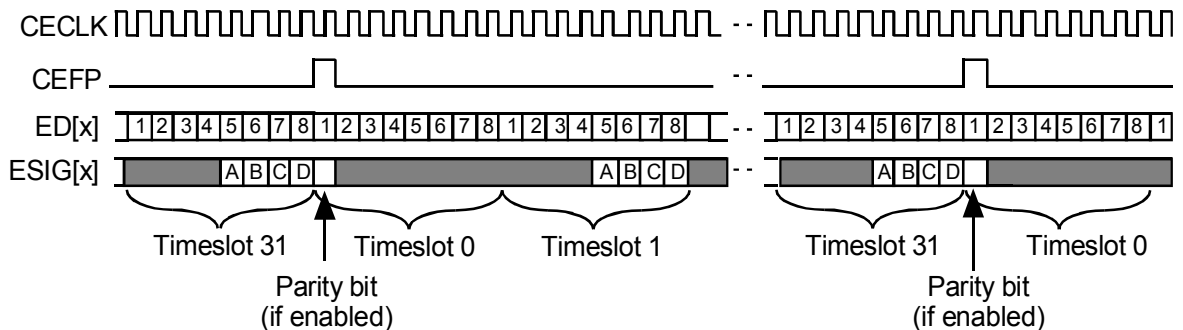 CECLK
CEFP
ED[x] 1 2 3 4 5 6 7 8 1 2 3 4 5 6 7 8 1 2 3 4 5 6 7 8 1 2 3 4 5 6 7 8 1 2 3 4 5 6 7 8 1
ESIG[x] A B C D A B C D A B C D
Timeslot 31 Timeslot 0 Timeslot 1 Timeslot 31 Timeslot 0
Parity bit Parity bit
(if enabled) (if enabled)